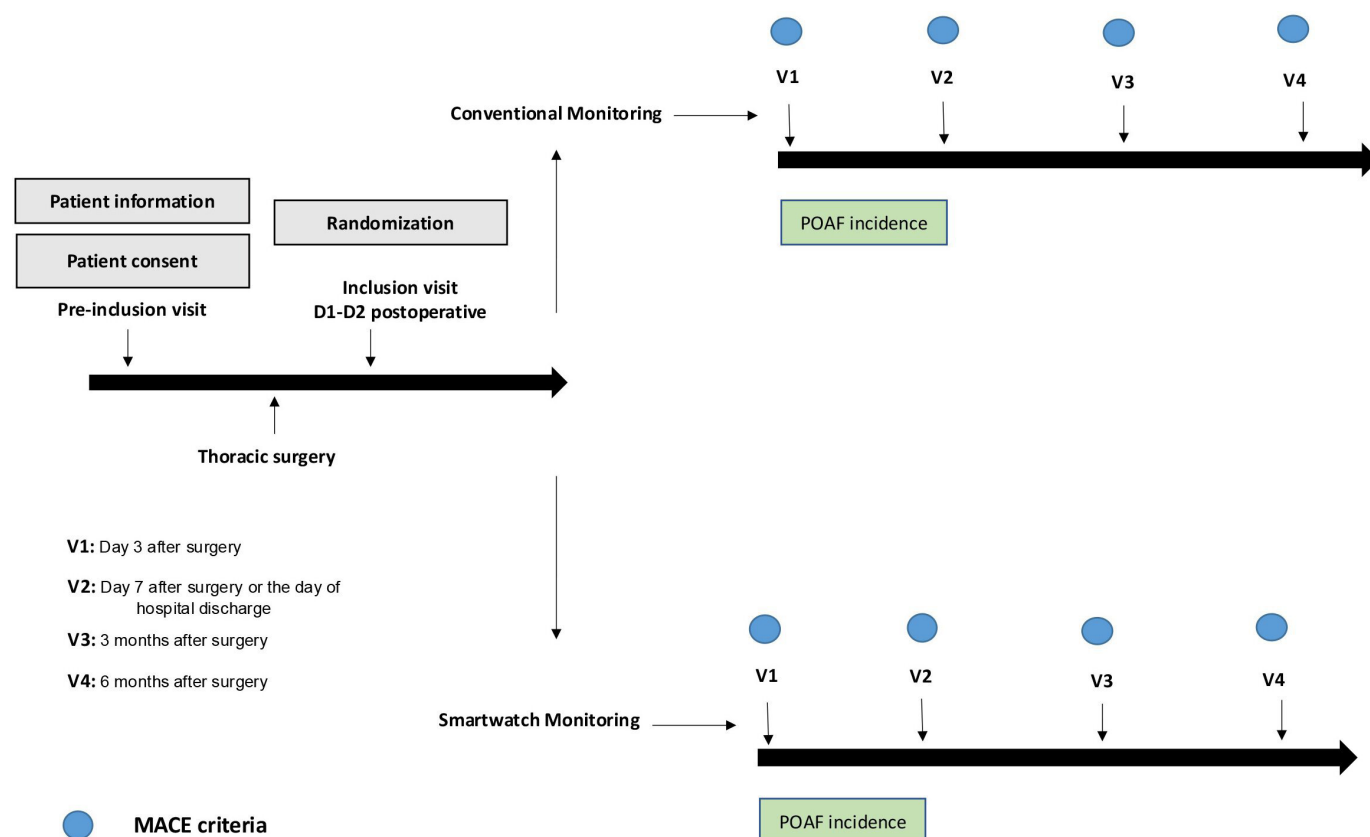 V1
V2
V3
V4
Conventional Monitoring
POAF incidence
Patient information
Patient consent
Pre-inclusion visit
Randomization
Inclusion visit
D1-D2 postoperative
Thoracic surgery
V1: Day 3 after surgery
V2: Day 7 after surgery or the day of
hospital discharge
V3: 3 months after surgery
V4: 6 months after surgery
V1
V2
V3
V4
Smartwatch Monitoring
POAF incidence
MACE criteria